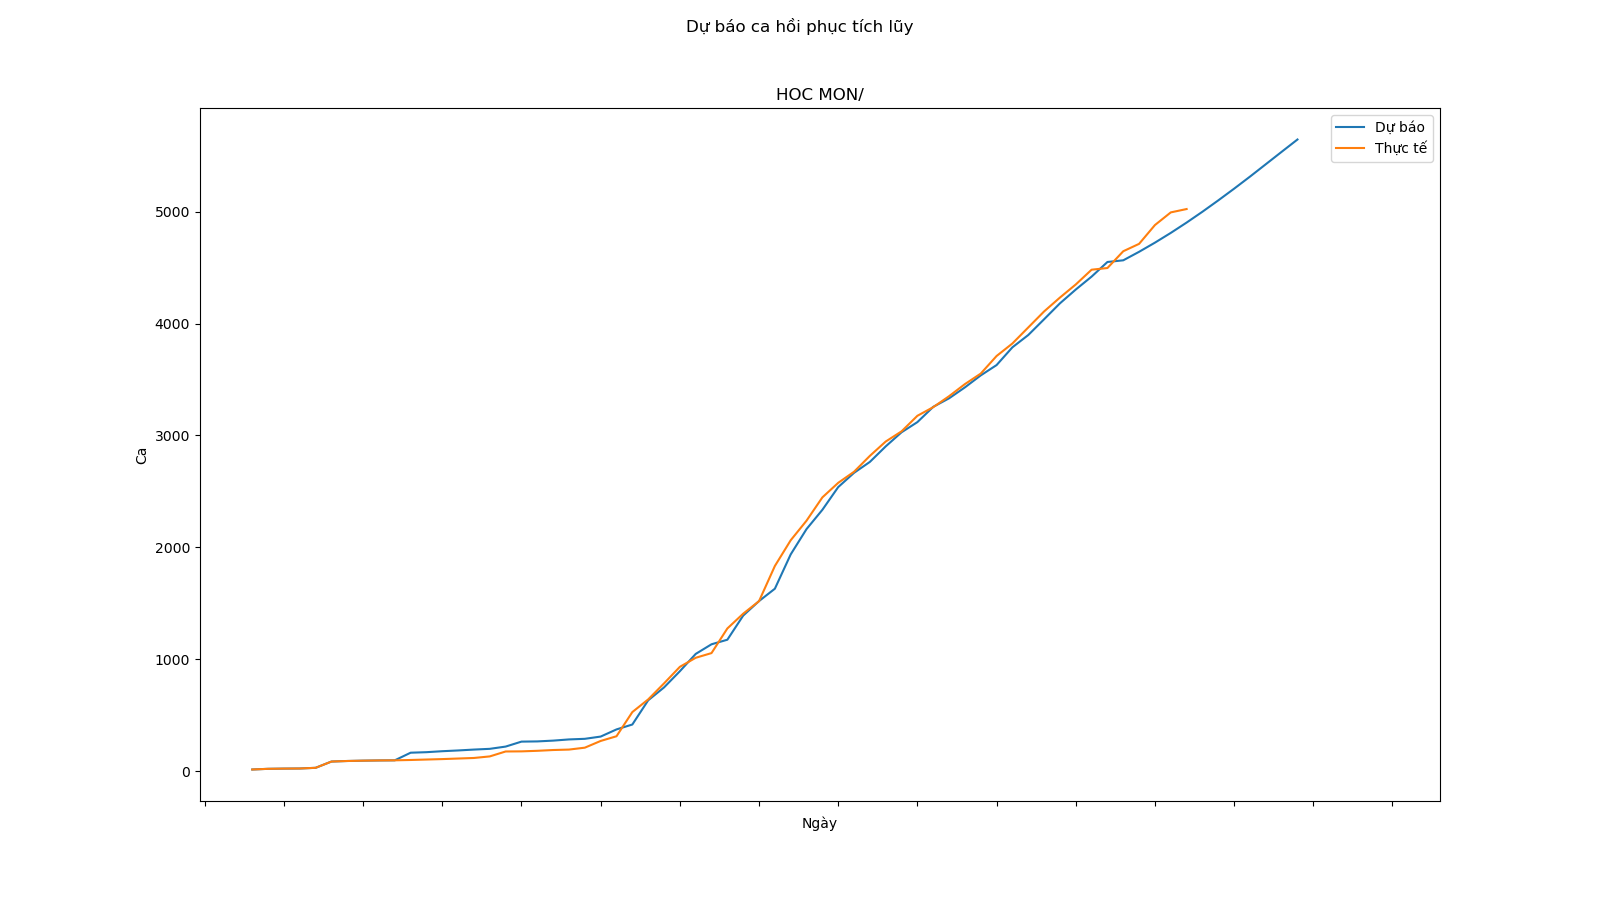 Dự báo ca hồi phục tích lũy
HOC MON/
Dự báo
Thực tế
5000
4000
3000
2000
1000
0
Ca
Ngày